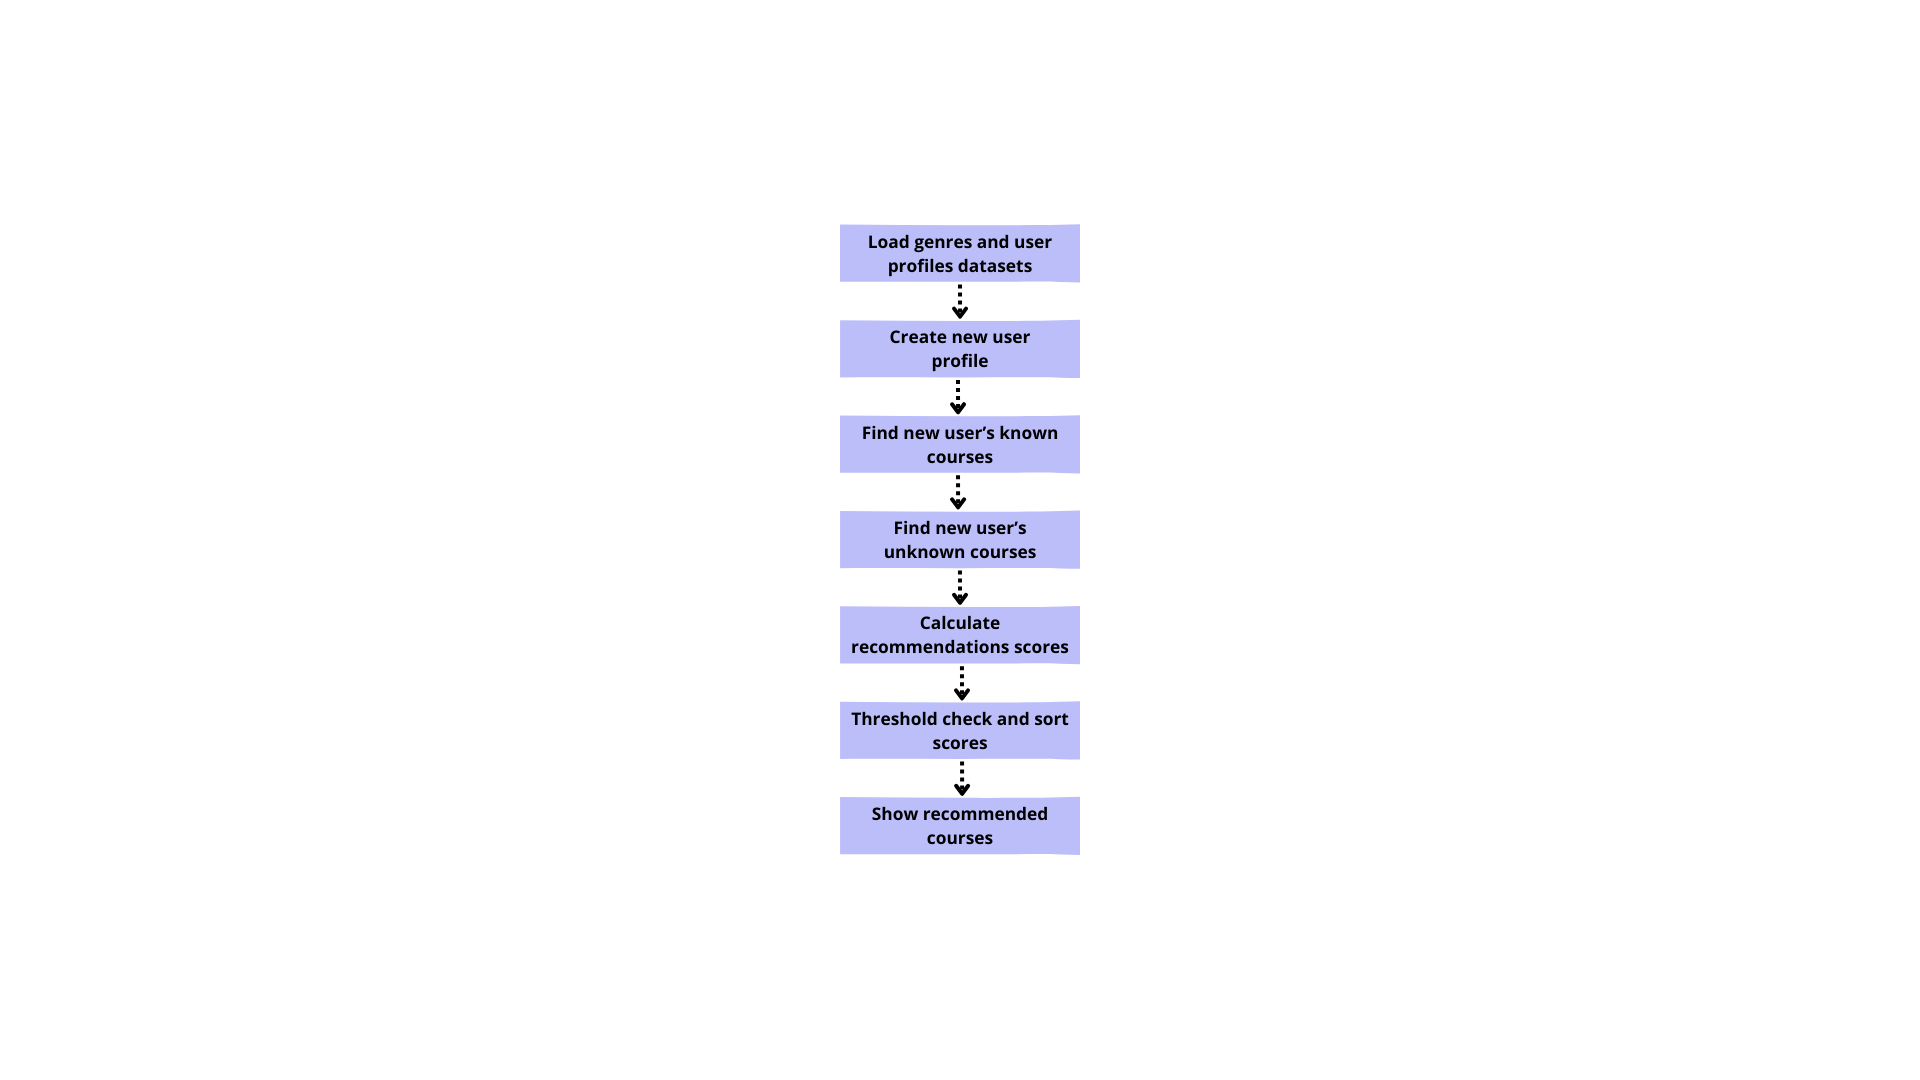 Load genres and user
profiles datasets
Create new user
profile
Find new user’s known
courses
Find new user’s
unknown courses
Calculate
recommendations scores
Threshold check and sort
scores
Show recommended
courses